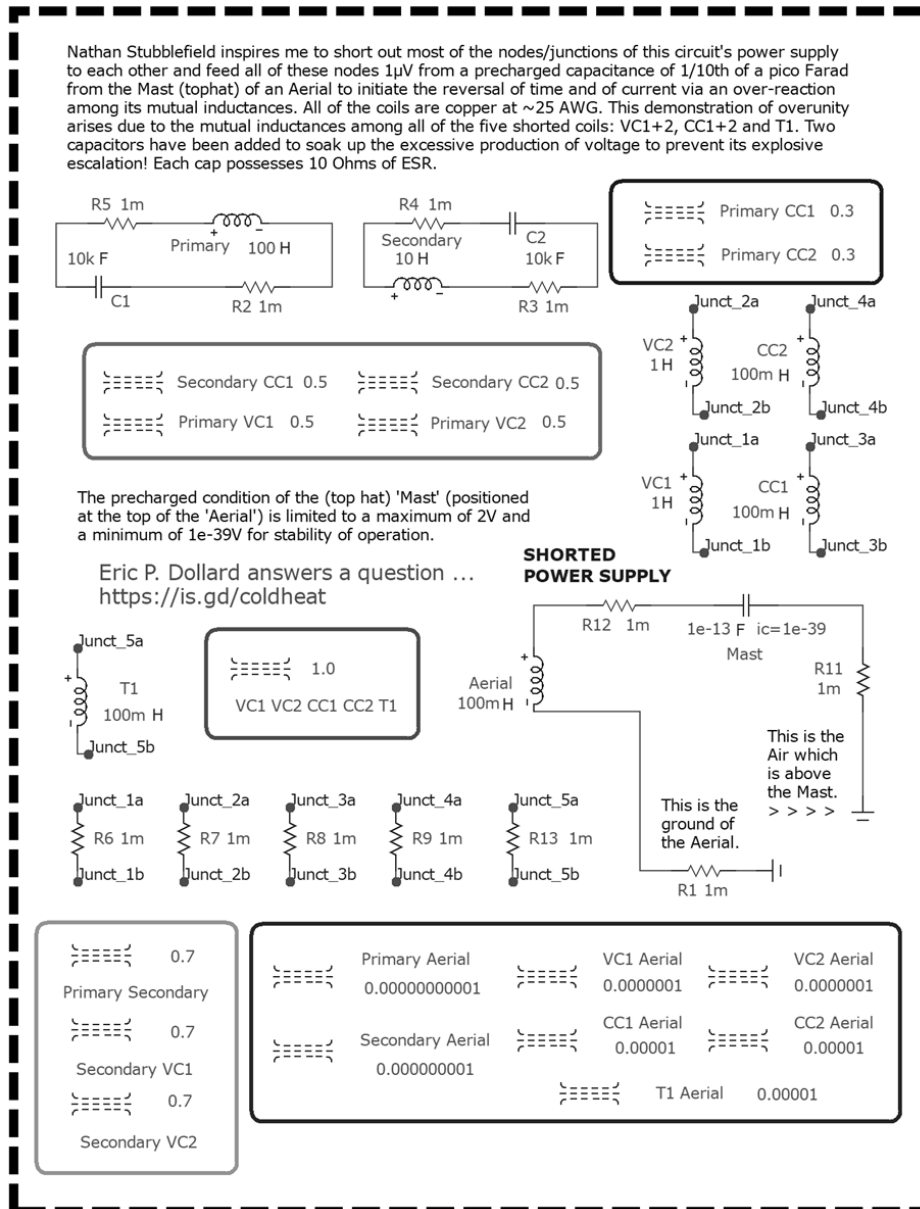 Nathan Stubblefield inspires me to short out most of the nodes/junctions of this circuit's power supply
to each other and feed all of these nodes 1µV from a precharged capacitance of 1/10th of a pico Farad
from the Mast (tophat) of an Aerial to initiate the reversal of time and of current via an over-reaction
among its mutual inductances. All of the coils are copper at ~25 AWG. This demonstration of overunity
arises due to the mutual inductances among all of the five shorted coils: VC1+2, CC1+2 and T1. Two
capacitors have been added to soak up the excessive production of voltage to prevent its explosive
escalation! Each cap possesses 10 Ohms of ESR.
R5 1m
+ -
Primary 100 H
10k F
C1
R2 1m
R4 1m
Secondary
10 H
+ -
C2
10k F
R3 1m
Primary CC1 0.3
Primary CC2 0.3
Junct_2a
Junct_4a
VC2
1H
+
-
CC2
100m H
+
-
Junct_2b
Junct_4b
Secondary CC1 0.5
Secondary CC2 0.5
Primary VC1 0.5
Primary VC2 0.5
Junct_1a
Junct_3a
VC1
1H
+
-
CC1
100m H
+
-
Junct_1b
Junct_3b
The precharged condition of the (top hat) 'Mast' (positioned
at the top of the 'Aerial') is limited to a maximum of 2V and
a minimum of 1e-39V for stability of operation.
Eric P. Dollard answers a question ...
https://is.gd/coldheat
SHORTED
POWER SUPPLY
R12 1m
1e-13 F ic=1e-39
Mast
R11
1m
+
-
Aerial
100m H
Junct_5a
+
-
T1
100m H
Junct_5b
1.0
VC1 VC2 CC1 CC2 T1
This is the
Air which
is above
the Mast.
> > > >
This is the
ground of
the Aerial.
R1 1m
Junct_1a
Junct_2a
Junct_3a
Junct_4a
Junct_5a
R6 1m
R7 1m
R8 1m
R9 1m
R13 1m
Junct_1b
Junct_2b
Junct_3b
Junct_4b
Junct_5b
0.7
Primary Secondary
0.7
Secondary VC1
0.7
Secondary VC2
Primary Aerial
0.00000000001
VC1 Aerial
0.0000001
VC2 Aerial
0.0000001
Secondary Aerial
0.000000001
CC1 Aerial
0.00001
CC2 Aerial
0.00001
T1 Aerial 0.00001